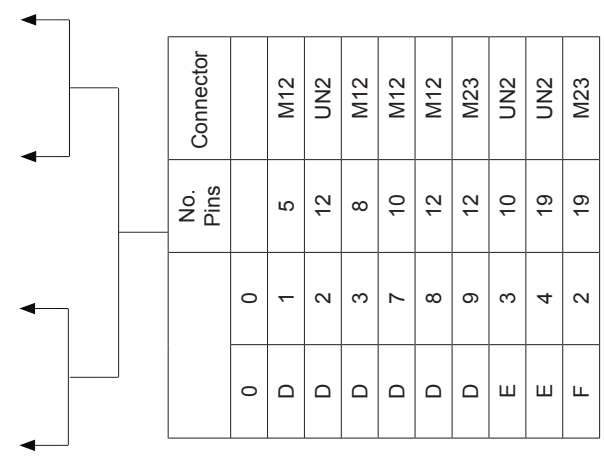 No. Pins Connector
0 0
D 1 5 M12
D 2 12 UN2
D 3 8 M12
D 7 10 M12
D 8 12 M12
D 9 12 M23
E 3 10 UN2
E 4 19 UN2
F 2 19 M23